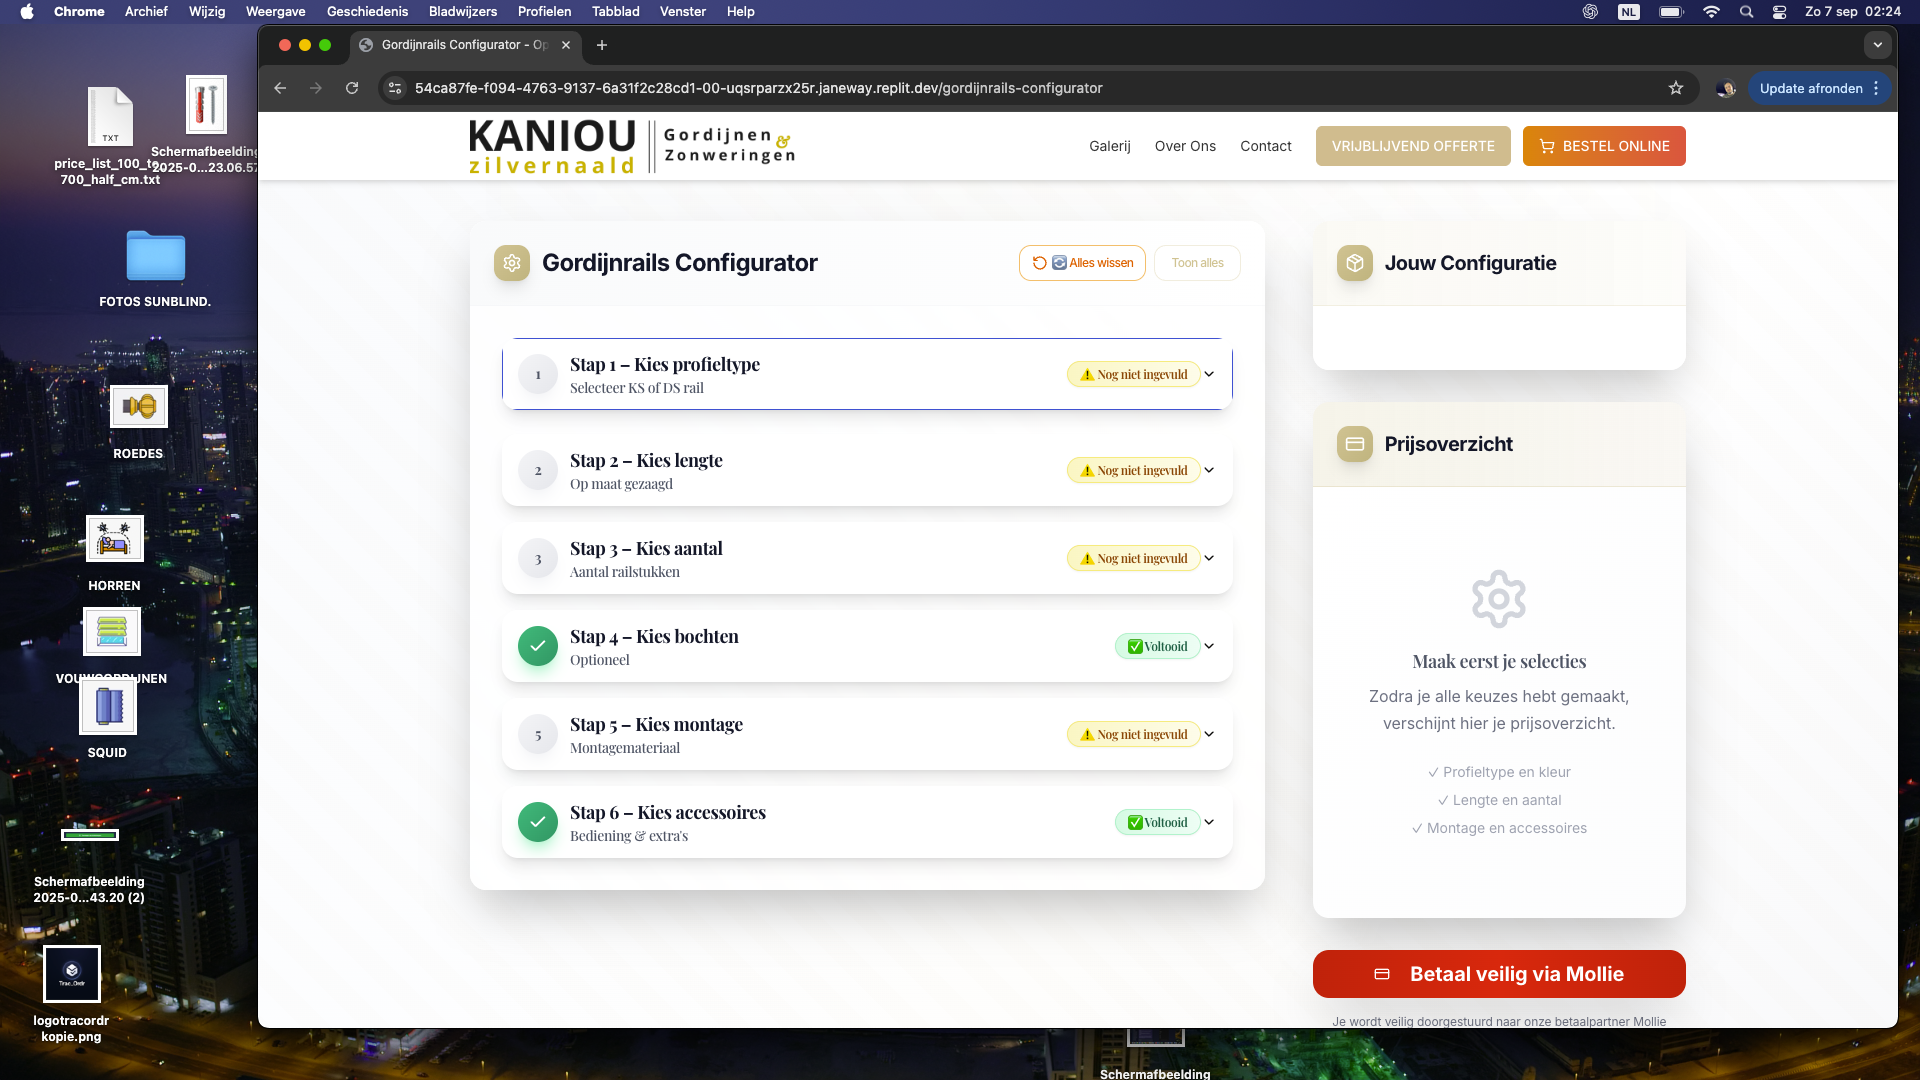 Chrome Archief Wijzig Weergave Geschiedenis Bladwijzers Profielen Tabblad Venster Help NL Zo 7 sep 02:24
Gordijnrails Configurator - Op
54ca87fe-f094-4763-9137-6a31f2c28cd1-00-uqsrparzx25r.janeway.replit.dev/gordijnrails-configurator
Update afronden
TXT
price_list_100_to_
700_half_cm.txt
Schermafbeelding
2025-0...23.06.57
FOTOS SUNBLIND.
ROEDES
HORREN
VOUWGORDIJNEN
SQUID
Schermafbeelding
2025-0...43.20 (2)
logotracordr
kopie.png
Schermafbeelding
KANIOU
zilvernaald
Gordijnen &
Zonweringen
Galerij Over Ons Contact VRIJBLIJVEND OFFERTE BESTEL ONLINE
Gordijnrails Configurator
Alles wissen
Toon alles
1 Stap 1 – Kies profieltype
Selecteer KS of DS rail
Nog niet ingevuld
2 Stap 2 – Kies lengte
Op maat gezaagd
Nog niet ingevuld
3 Stap 3 – Kies aantal
Aantal railstukken
Nog niet ingevuld
Stap 4 – Kies bochten
Optioneel
Voltooid
5 Stap 5 – Kies montage
Montagemateriaal
Nog niet ingevuld
Stap 6 – Kies accessoires
Bediening & extra's
Voltooid
Jouw Configuratie
Prijsoverzicht
Maak eerst je selecties
Zodra je alle keuzes hebt gemaakt,
verschijnt hier je prijsoverzicht.
✓ Profieltype en kleur
✓ Lengte en aantal
✓ Montage en accessoires
Betaal veilig via Mollie
Je wordt veilig doorgestuurd naar onze betaalpartner Mollie